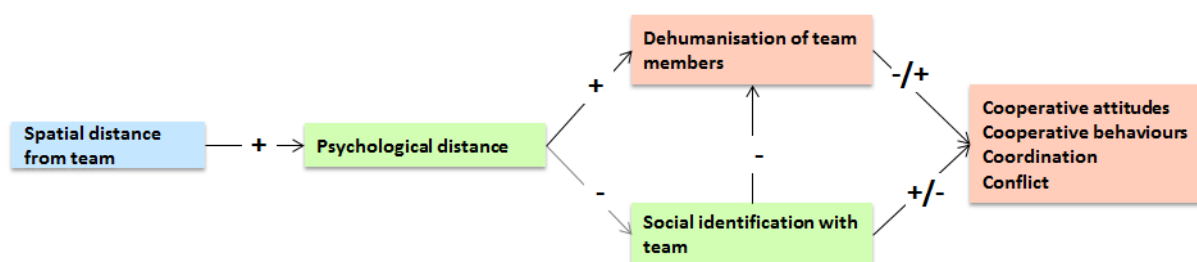 Spatial distance
from team
+
Psychological distance
+
-
Dehumanisation of team
members
-
Social identification with
team
-/+
+/-
Cooperative attitudes
Cooperative behaviours
Coordination
Conflict